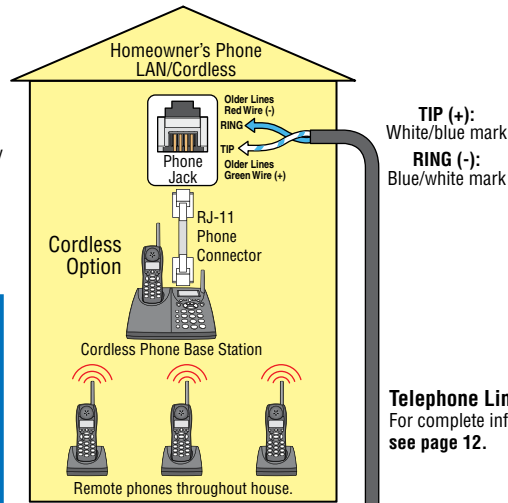 Homeowner's Phone
LAN/Cordless
Older Lines
Red Wire (-)
RING
TIP
Older Lines
Green Wire (+)
Phone
Jack
TIP (+):
White/blue mark
RING (-):
Blue/white mark
RJ-11
Phone
Connector
Cordless
Option
Cordless Phone Base Station
Remote phones throughout house.
Telephone Lin
For complete inf
see page 12.